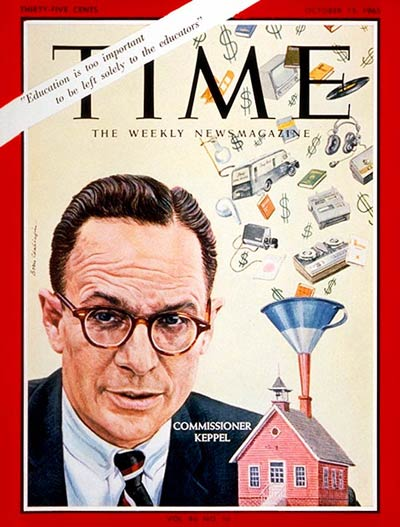 THIRTY-FIVE CENTS
OCTOBER 15, 1965
"Education is too important
to be left solely to the educators"
TIME
THE WEEKLY NEWSMAGAZINE
COMMISSIONER
KEPPEL